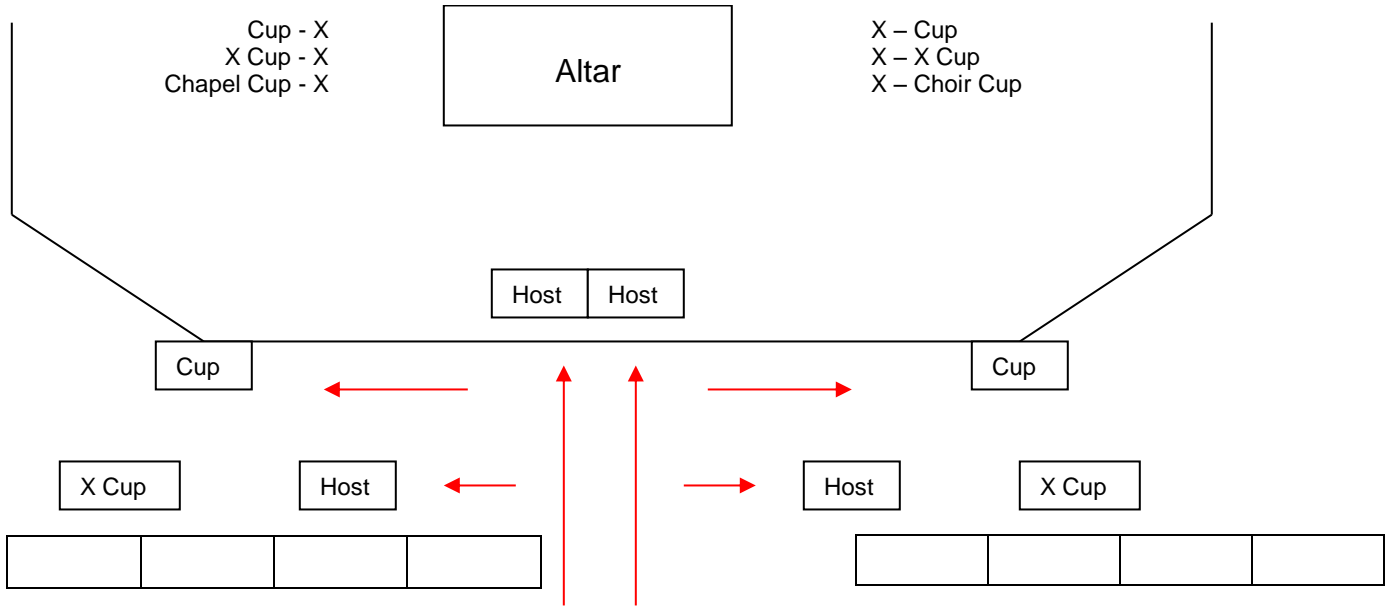 Cup - X
X Cup - X
Chapel Cup - X
Altar
X – Cup
X – X Cup
X – Choir Cup
Host Host
Cup Cup
X Cup Host Host X Cup